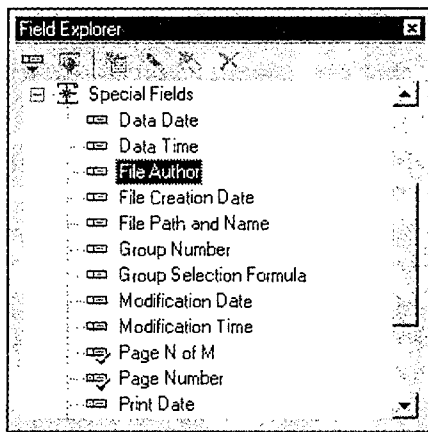 Field Explorer
Special Fields
Data Date
Data Time
File Author
File Creation Date
File Path and Name
Group Number
Group Selection Formula
Modification Date
Modification Time
Page N of M
Page Number
Print Date